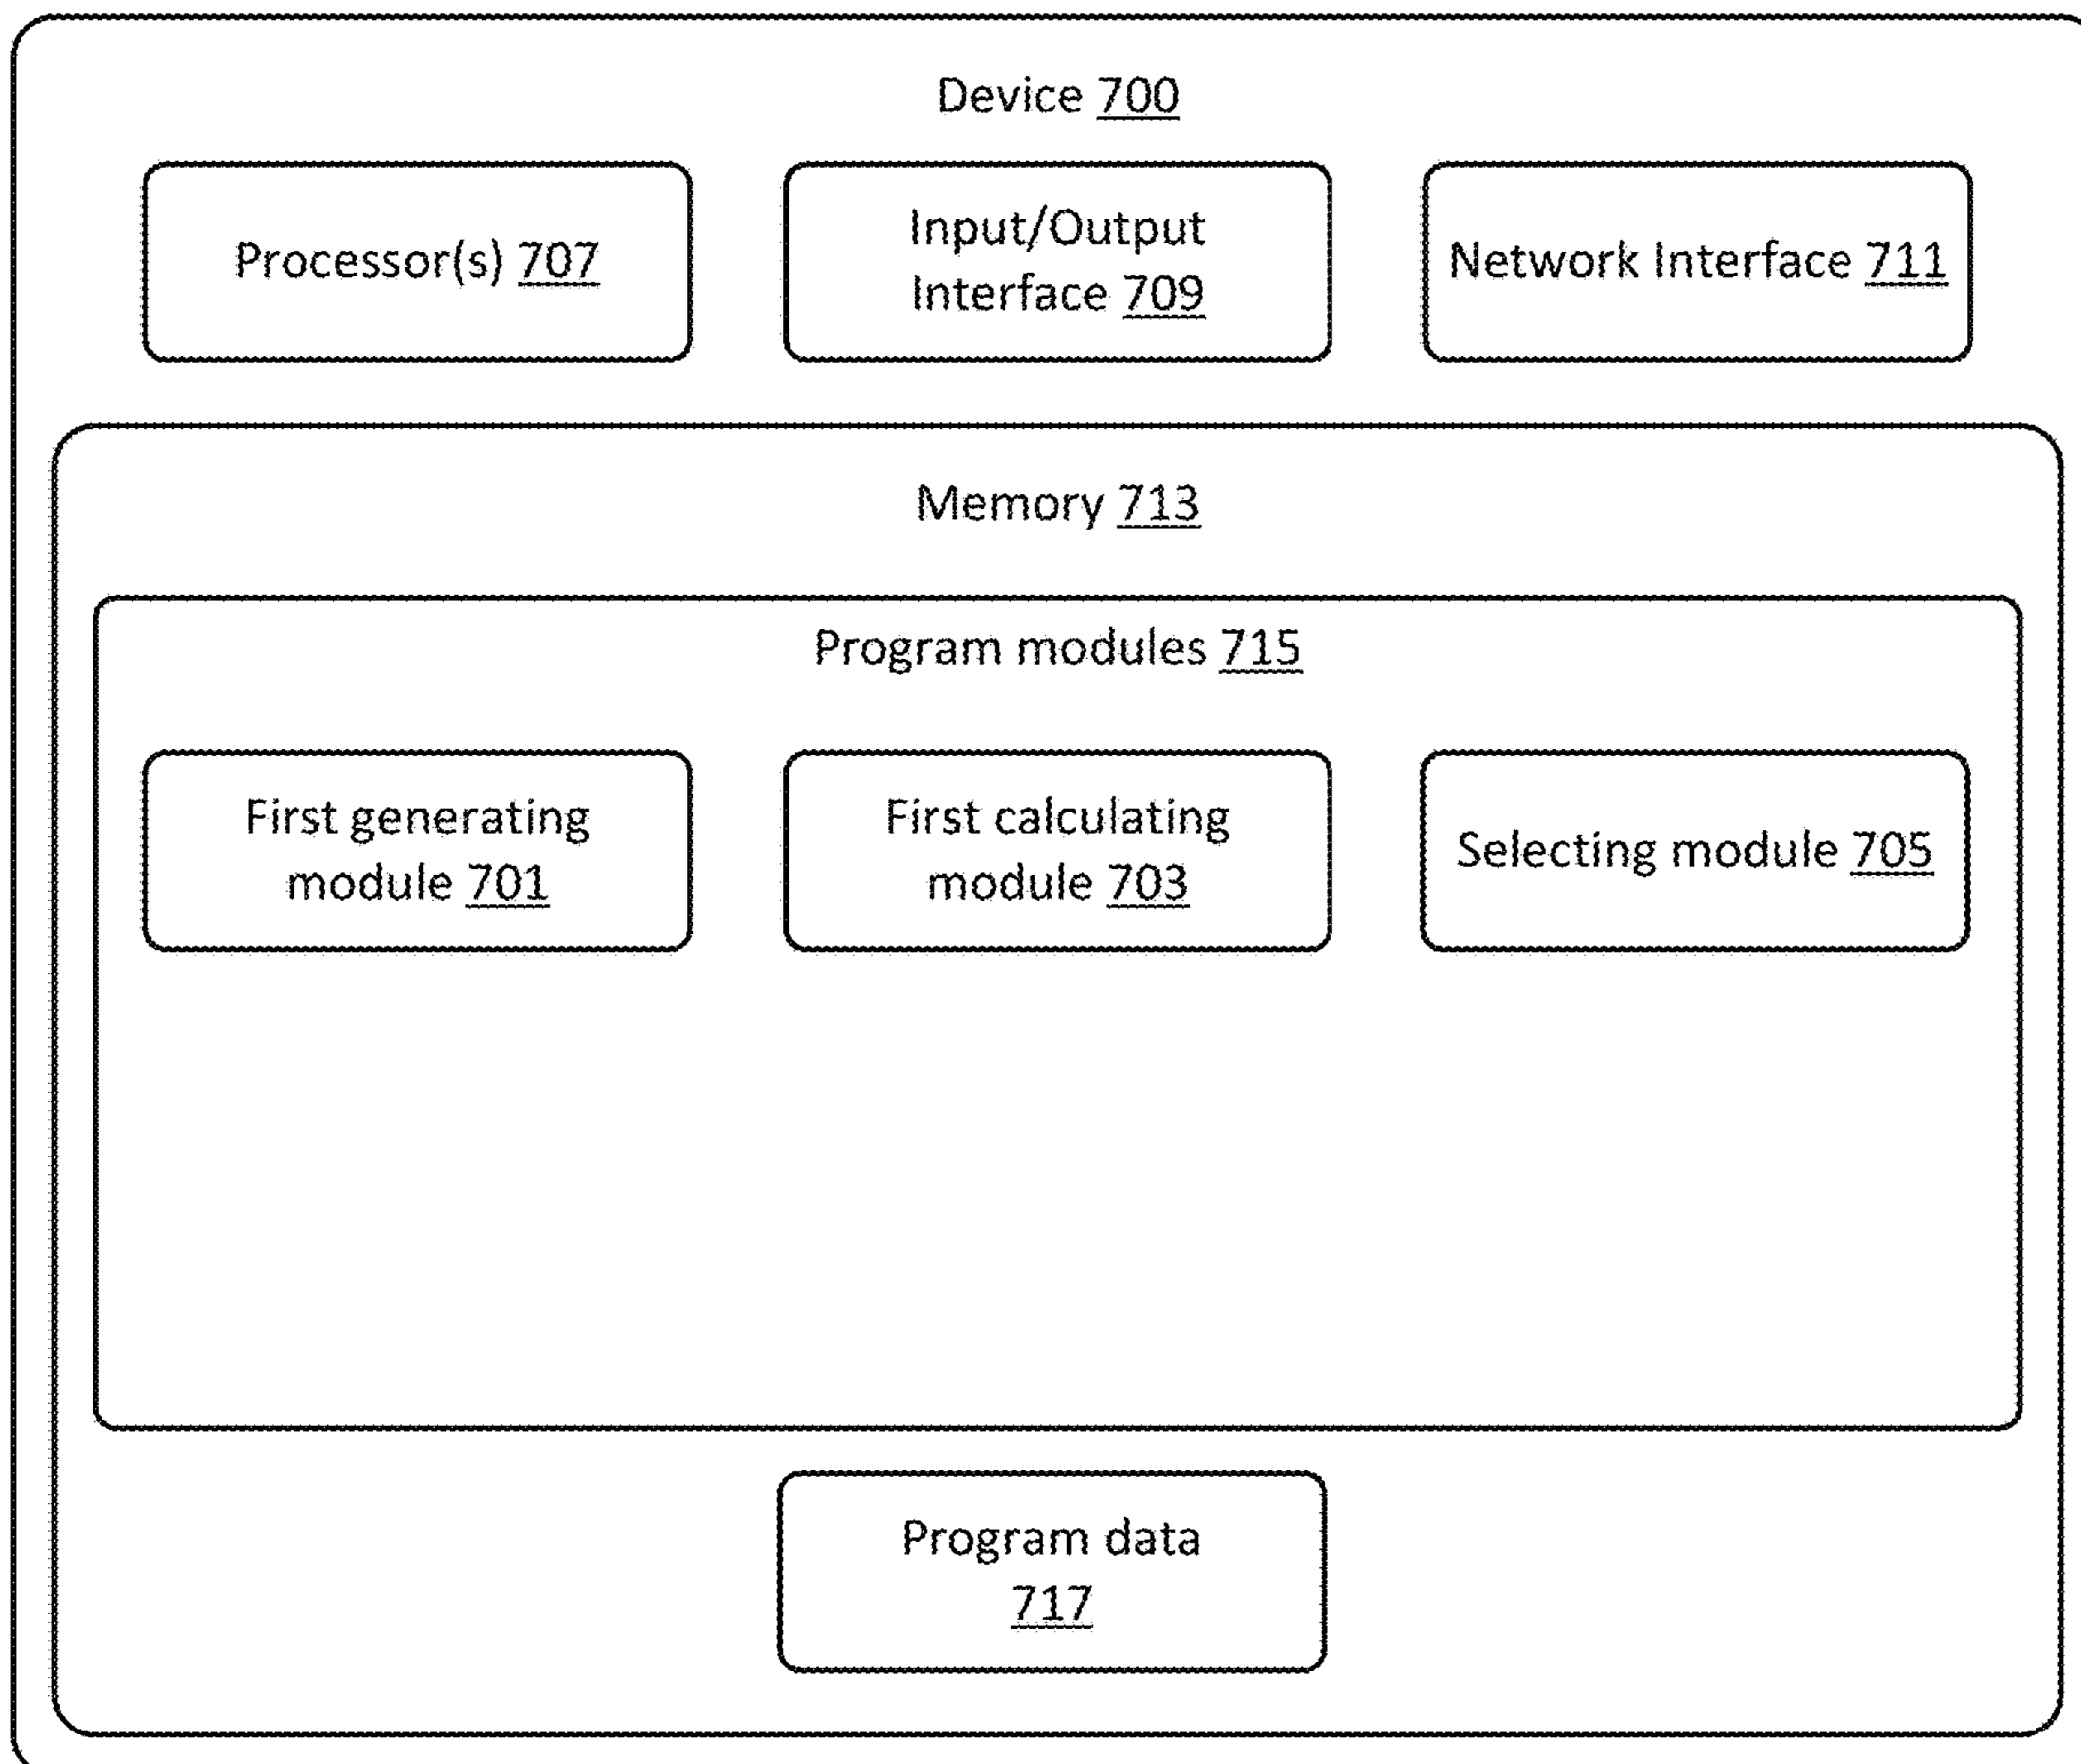 Device 700
Processor(s) 707
Input/Output
Interface 709
Network Interface 711
Memory 713
Program modules 715
First generating
module 701
First calculating
module 703
Selecting module 705
Program data
717